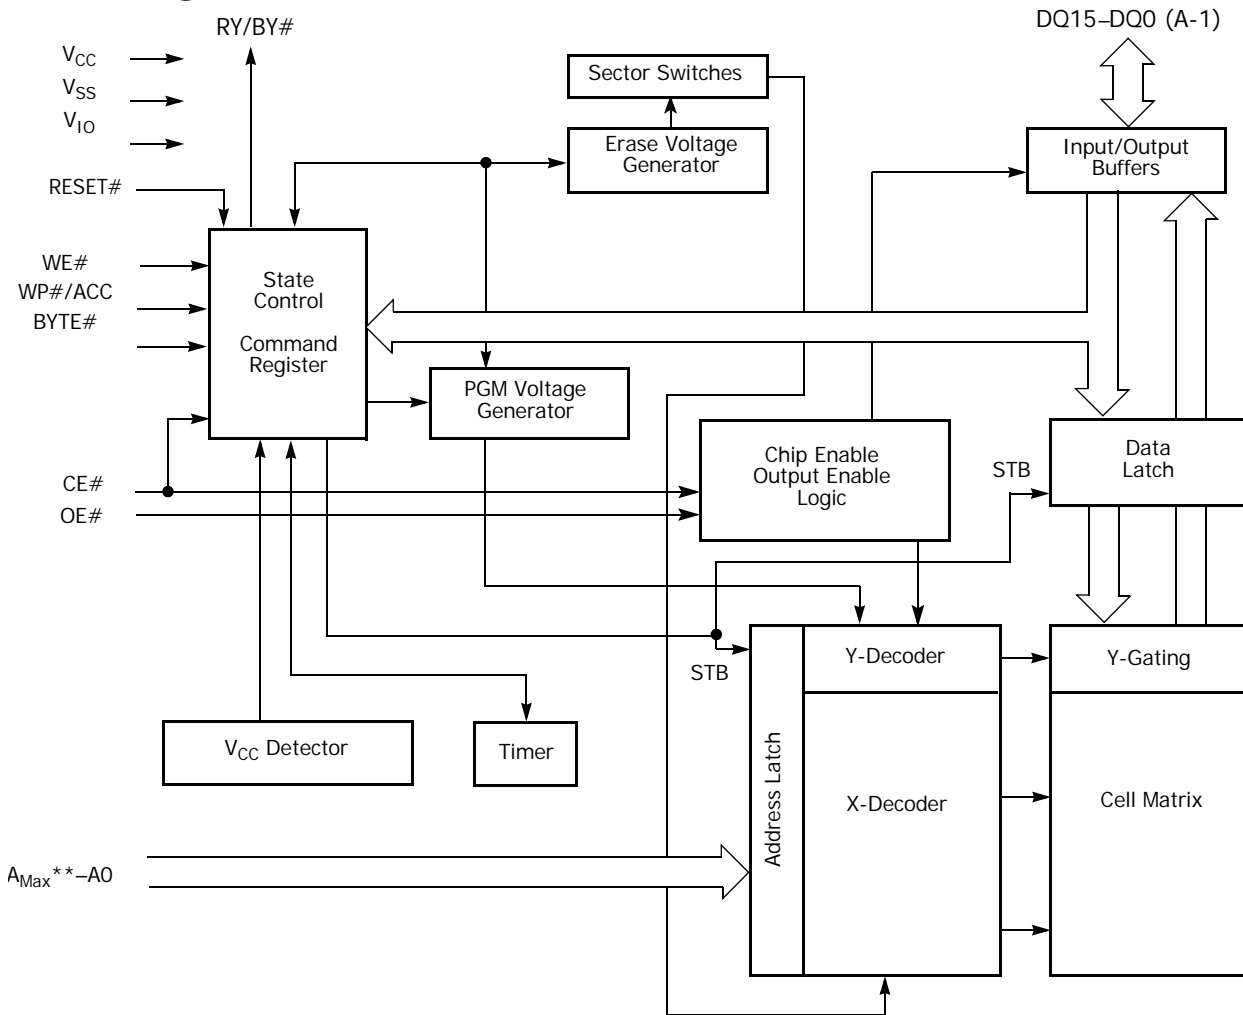 RY/BY#
DQ15–DQ0 (A-1)
VCC
VSS
VIO
Sector Switches
Erase Voltage
Generator
Input/Output
Buffers
RESET#
WE#
WP#/ACC
BYTE#
State
Control
Command
Register
PGM Voltage
Generator
Chip Enable
Output Enable
Logic
STB
Data
Latch
CE#
OE#
STB
Y-Decoder
Y-Gating
VCC Detector
Timer
Address Latch
X-Decoder
Cell Matrix
AMax**–A0